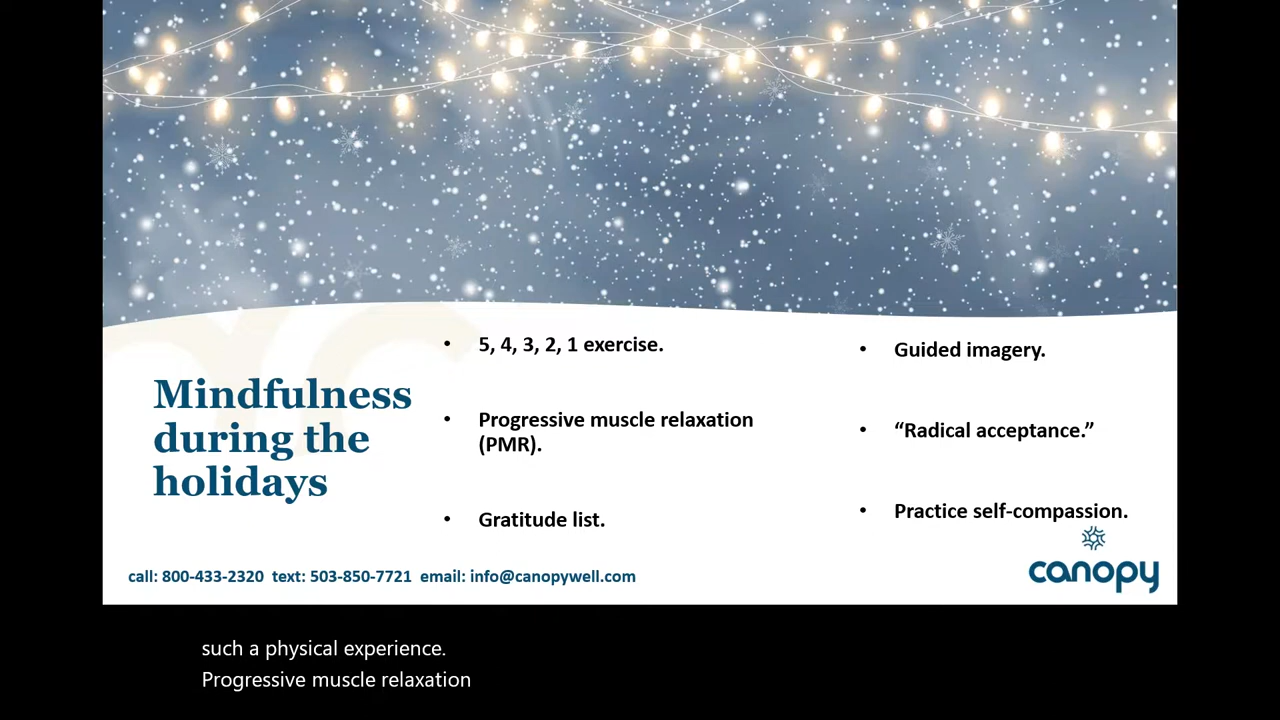 Mindfulness
during the
holidays
• 5, 4, 3, 2, 1 exercise.
• Progressive muscle relaxation
(PMR).
• Gratitude list.
• Guided imagery.
• “Radical acceptance.”
• Practice self-compassion.
call: 800-433-2320 text: 503-850-7721 email: info@canopywell.com
canopy
such a physical experience.
Progressive muscle relaxation